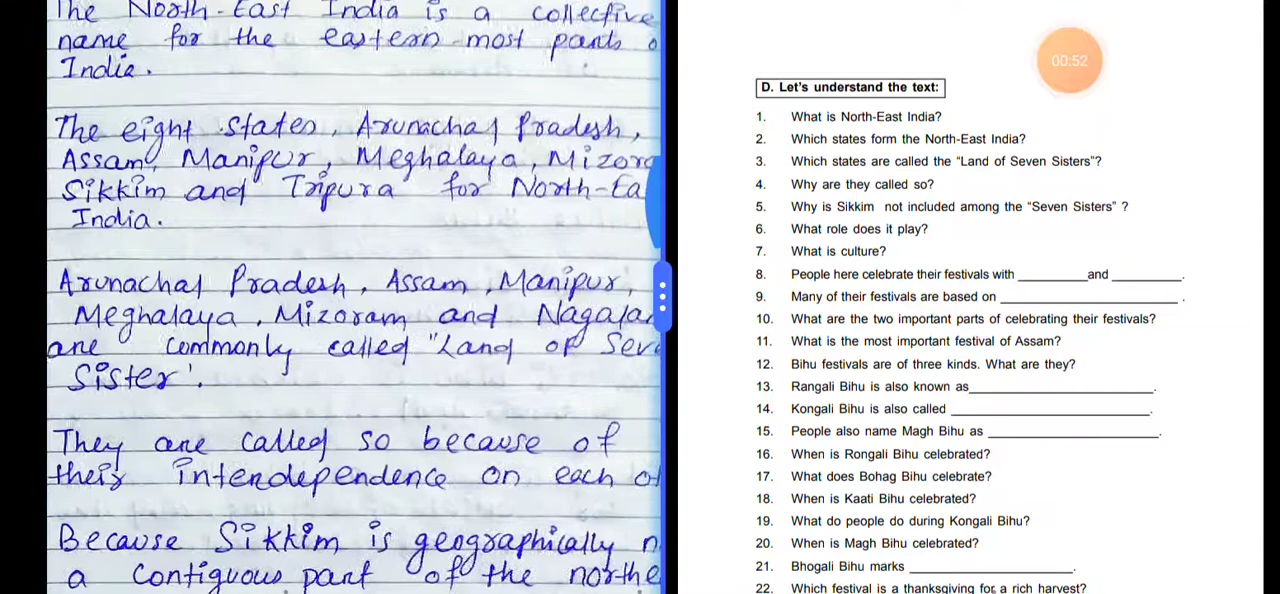 The North-East India is a collective
name for the eastern-most parts
India.
The eight states, Arunachal Pradesh,
Assam, Manipur, Meghalaya, Mizora
Sikkim and Tripura for North-Ea
India.
Arunachal Pradesh, Assam, Manipur,
Meghalaya, Mizoram and Nagalan
are commonly called "Land of Seve
Sister'.
They are called so because of
their interdependence on each ot
Because Sikkim is geographically n
a contiguous part of the northe
00:52
D. Let's understand the text:
1. What is North-East India?
2. Which states form the North-East India?
3. Which states are called the "Land of Seven Sisters"?
4. Why are they called so?
5. Why is Sikkim not included among the "Seven Sisters" ?
6. What role does it play?
7. What is culture?
8. People here celebrate their festivals with __________and __________.
9. Many of their festivals are based on __________________________ .
10. What are the two important parts of celebrating their festivals?
11. What is the most important festival of Assam?
12. Bihu festivals are of three kinds. What are they?
13. Rangali Bihu is also known as___________________________.
14. Kongali Bihu is also called _____________________________.
15. People also name Magh Bihu as _________________________.
16. When is Rongali Bihu celebrated?
17. What does Bohag Bihu celebrate?
18. When is Kaati Bihu celebrated?
19. What do people do during Kongali Bihu?
20. When is Magh Bihu celebrated?
21. Bhogali Bihu marks ________________________.
22. Which festival is a thanksgiving for a rich harvest?